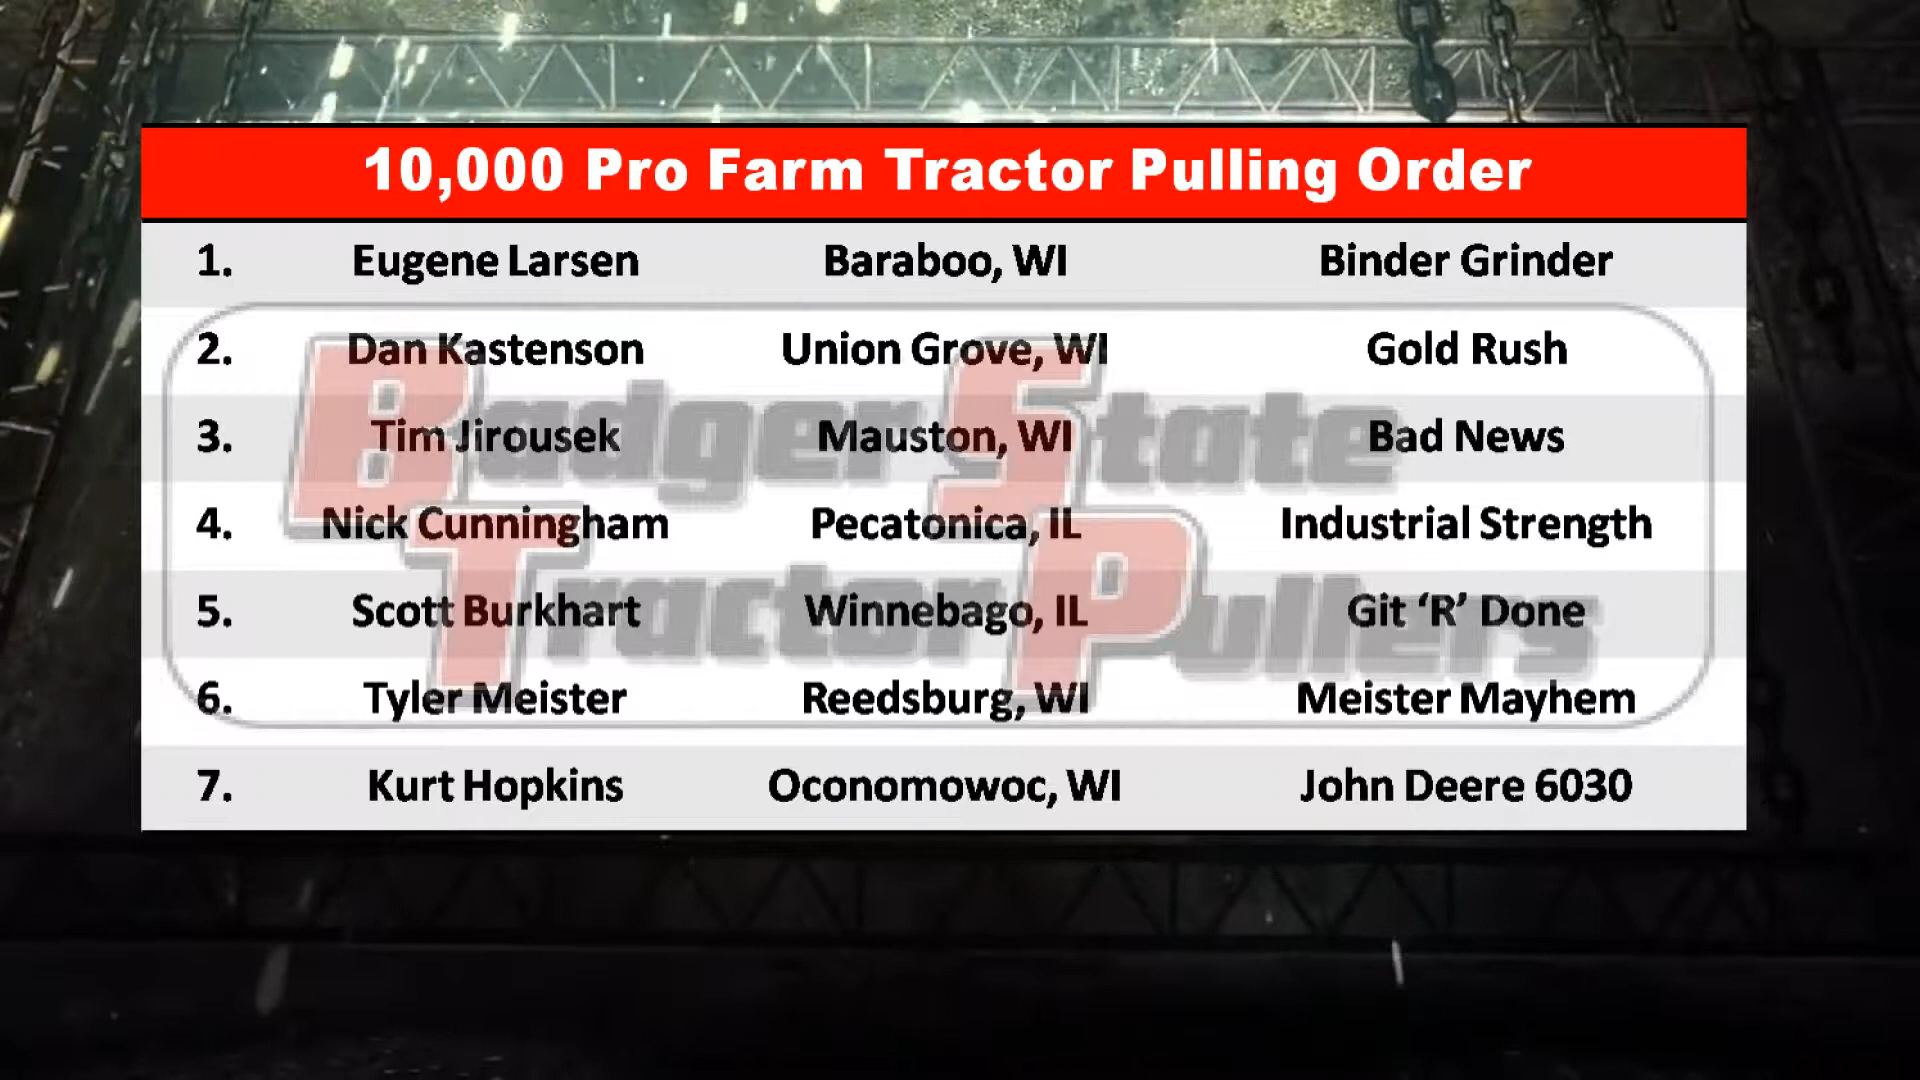 10,000 Pro Farm Tractor Pulling Order
1. Eugene Larsen Baraboo, WI Binder Grinder
2. Dan Kastenson Union Grove, WI Gold Rush
3. Tim Jirousek Mauston, WI Bad News
Badger State
4. Nick Cunningham Pecatonica, IL Industrial Strength
5. Scott Burkhart Winnebago, IL Git ‘R’ Done
Tractor Pullers
6. Tyler Meister Reedsburg, WI Meister Mayhem
7. Kurt Hopkins Oconomowoc, WI John Deere 6030